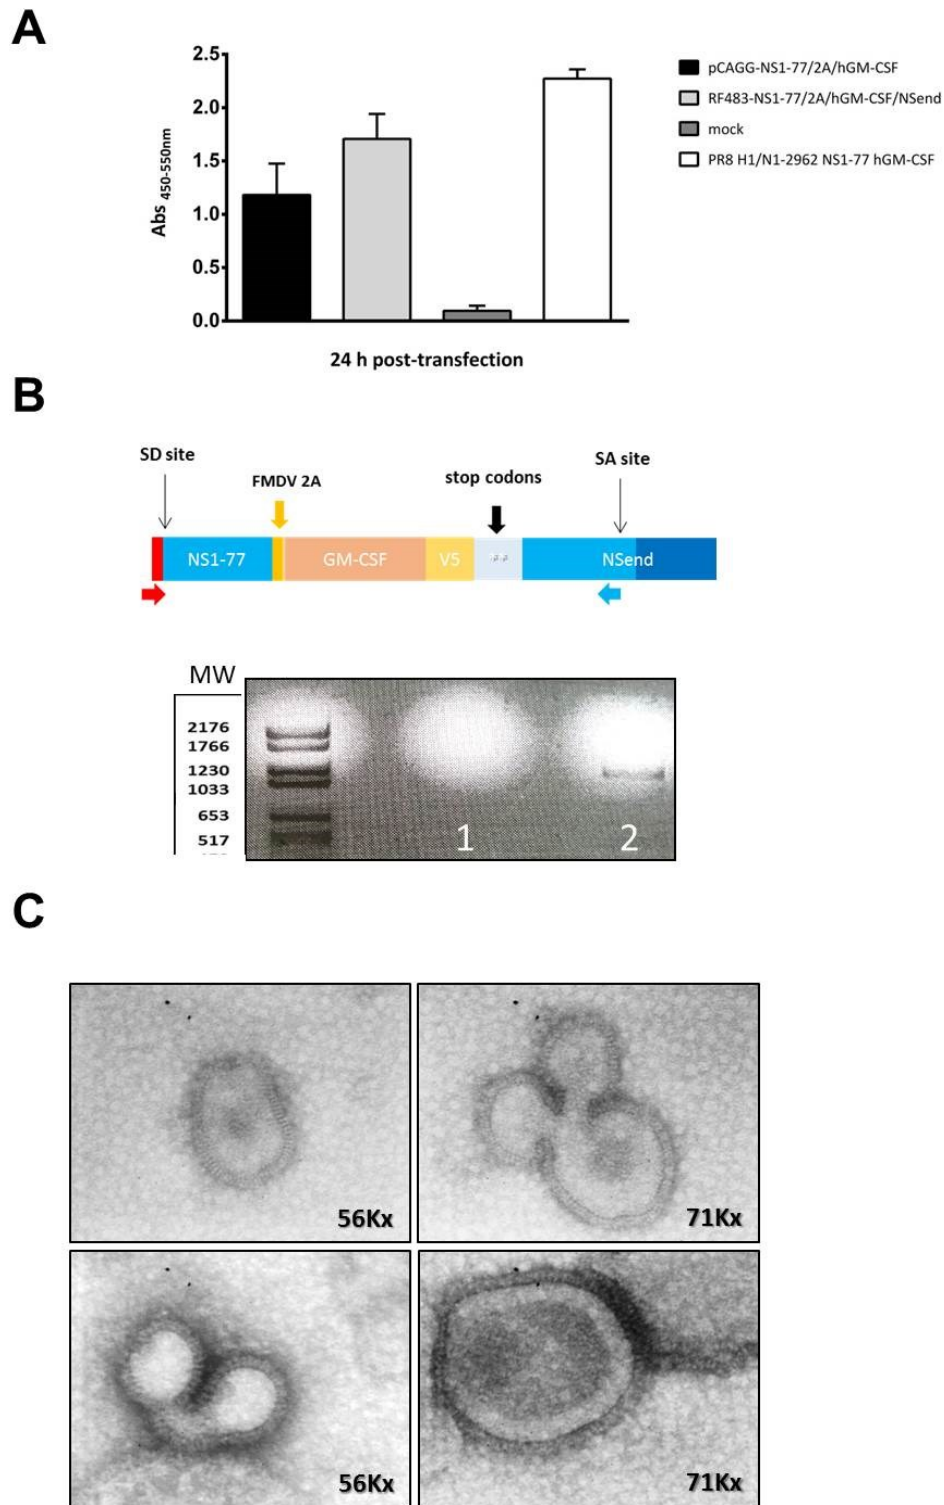 A
2.5
2.0
1.5
1.0
0.5
0.0
Abs 450-550nm
24 h post-transfection
pCAGG-NS1-77/2A/hGM-CSF
RF483-NS1-77/2A/hGM-CSF/NSend
mock
PR8 H1/N1-2962 NS1-77 hGM-CSF
B
SD site
FMDV 2A
stop codons
SA site
NS1-77
GM-CSF
V5
**
NSend
MW
2176
1766
1230
1033
653
517
1
2
C
56Kx
71Kx
56Kx
71Kx